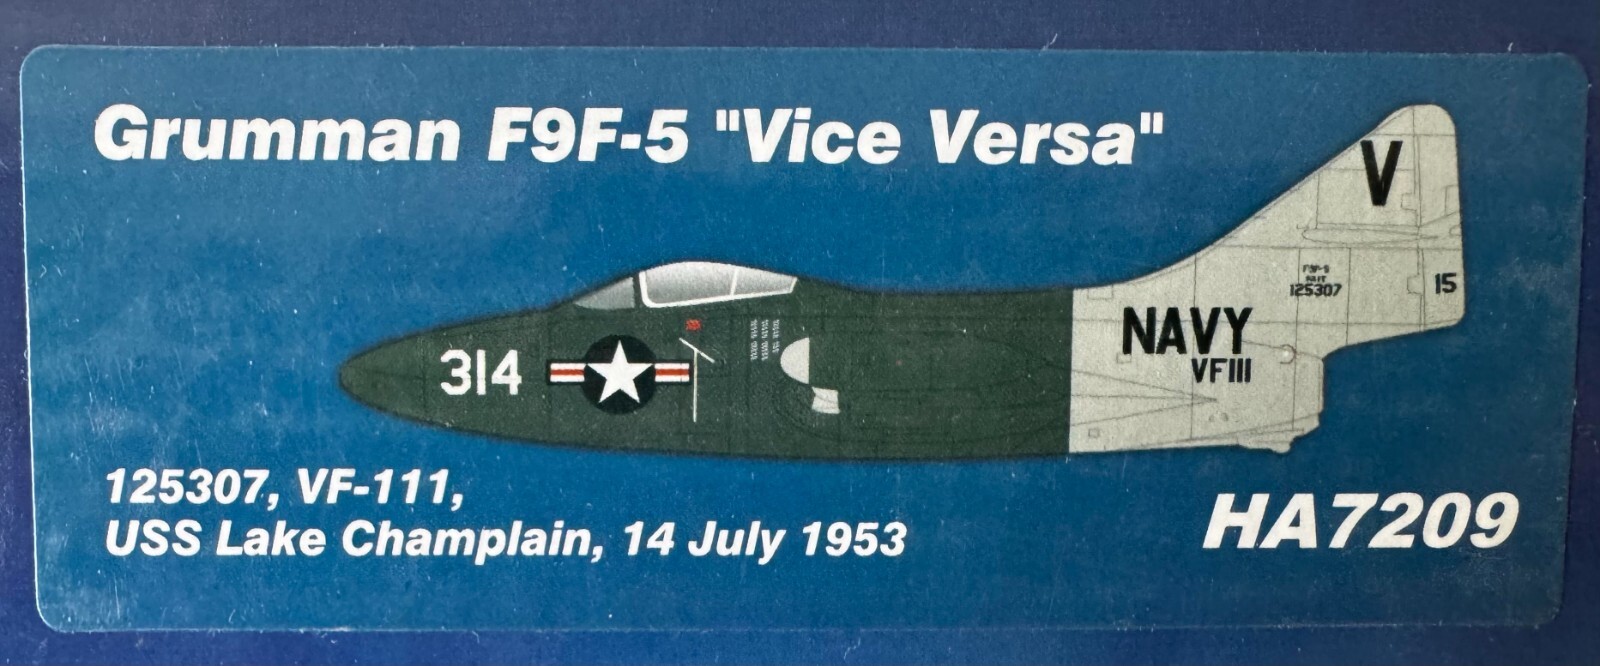 Grumman F9F-5 "Vice Versa"
V
F9F-5
NAVY
125307
15
NAVY
VF111
314
125307, VF-111,
USS Lake Champlain, 14 July 1953
HA7209